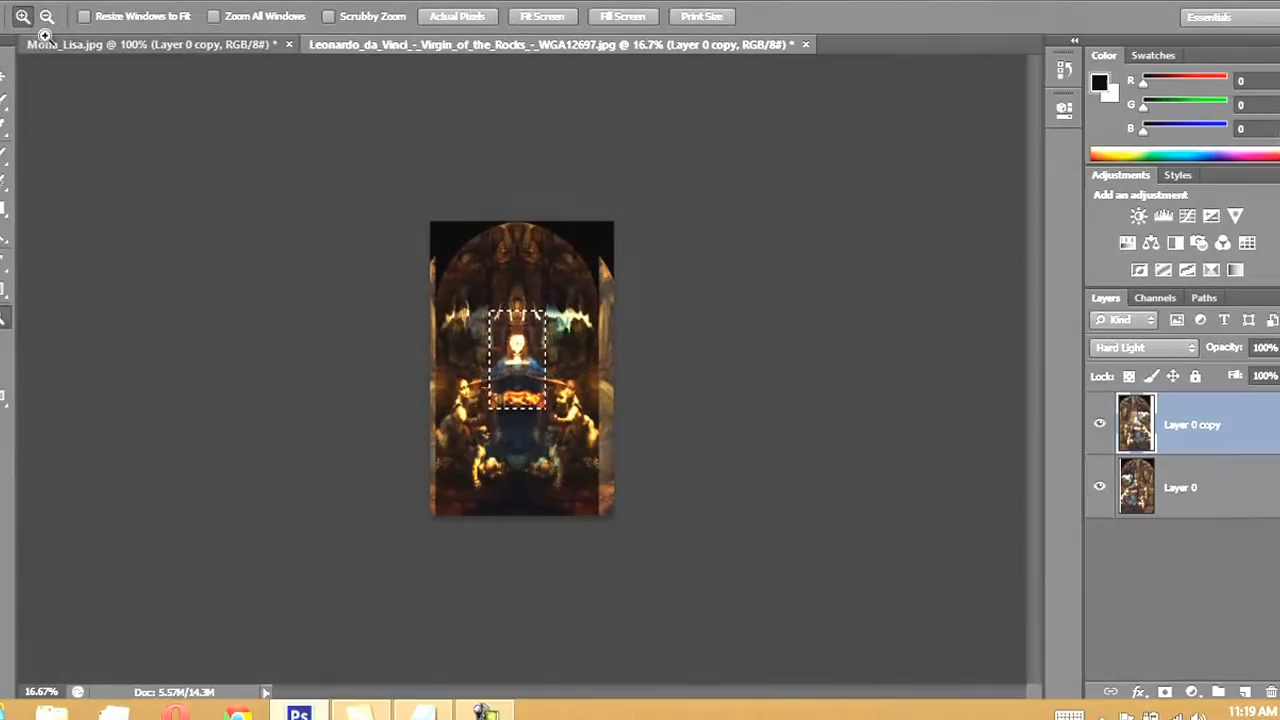 Resize Windows to Fit
Zoom All Windows
Scrubby Zoom
Actual Pixels
Fit Screen
Fill Screen
Print Size
Essentials
Mona_Lisa.jpg @ 100% (Layer 0 copy, RGB/8#) * ×
Leonardo_da_Vinci_-_Virgin_of_the_Rocks_-_WGA12697.jpg @ 16.7% (Layer 0 copy, RGB/8#) * ×
Color
Swatches
R 0
G 0
B 0
Adjustments
Styles
Add an adjustment
Layers
Channels
Paths
Kind
Hard Light
Opacity: 100%
Lock:
Fill: 100%
Layer 0 copy
Layer 0
16.67%
Doc: 5.57M/14.3M
Ps
11:19 AM